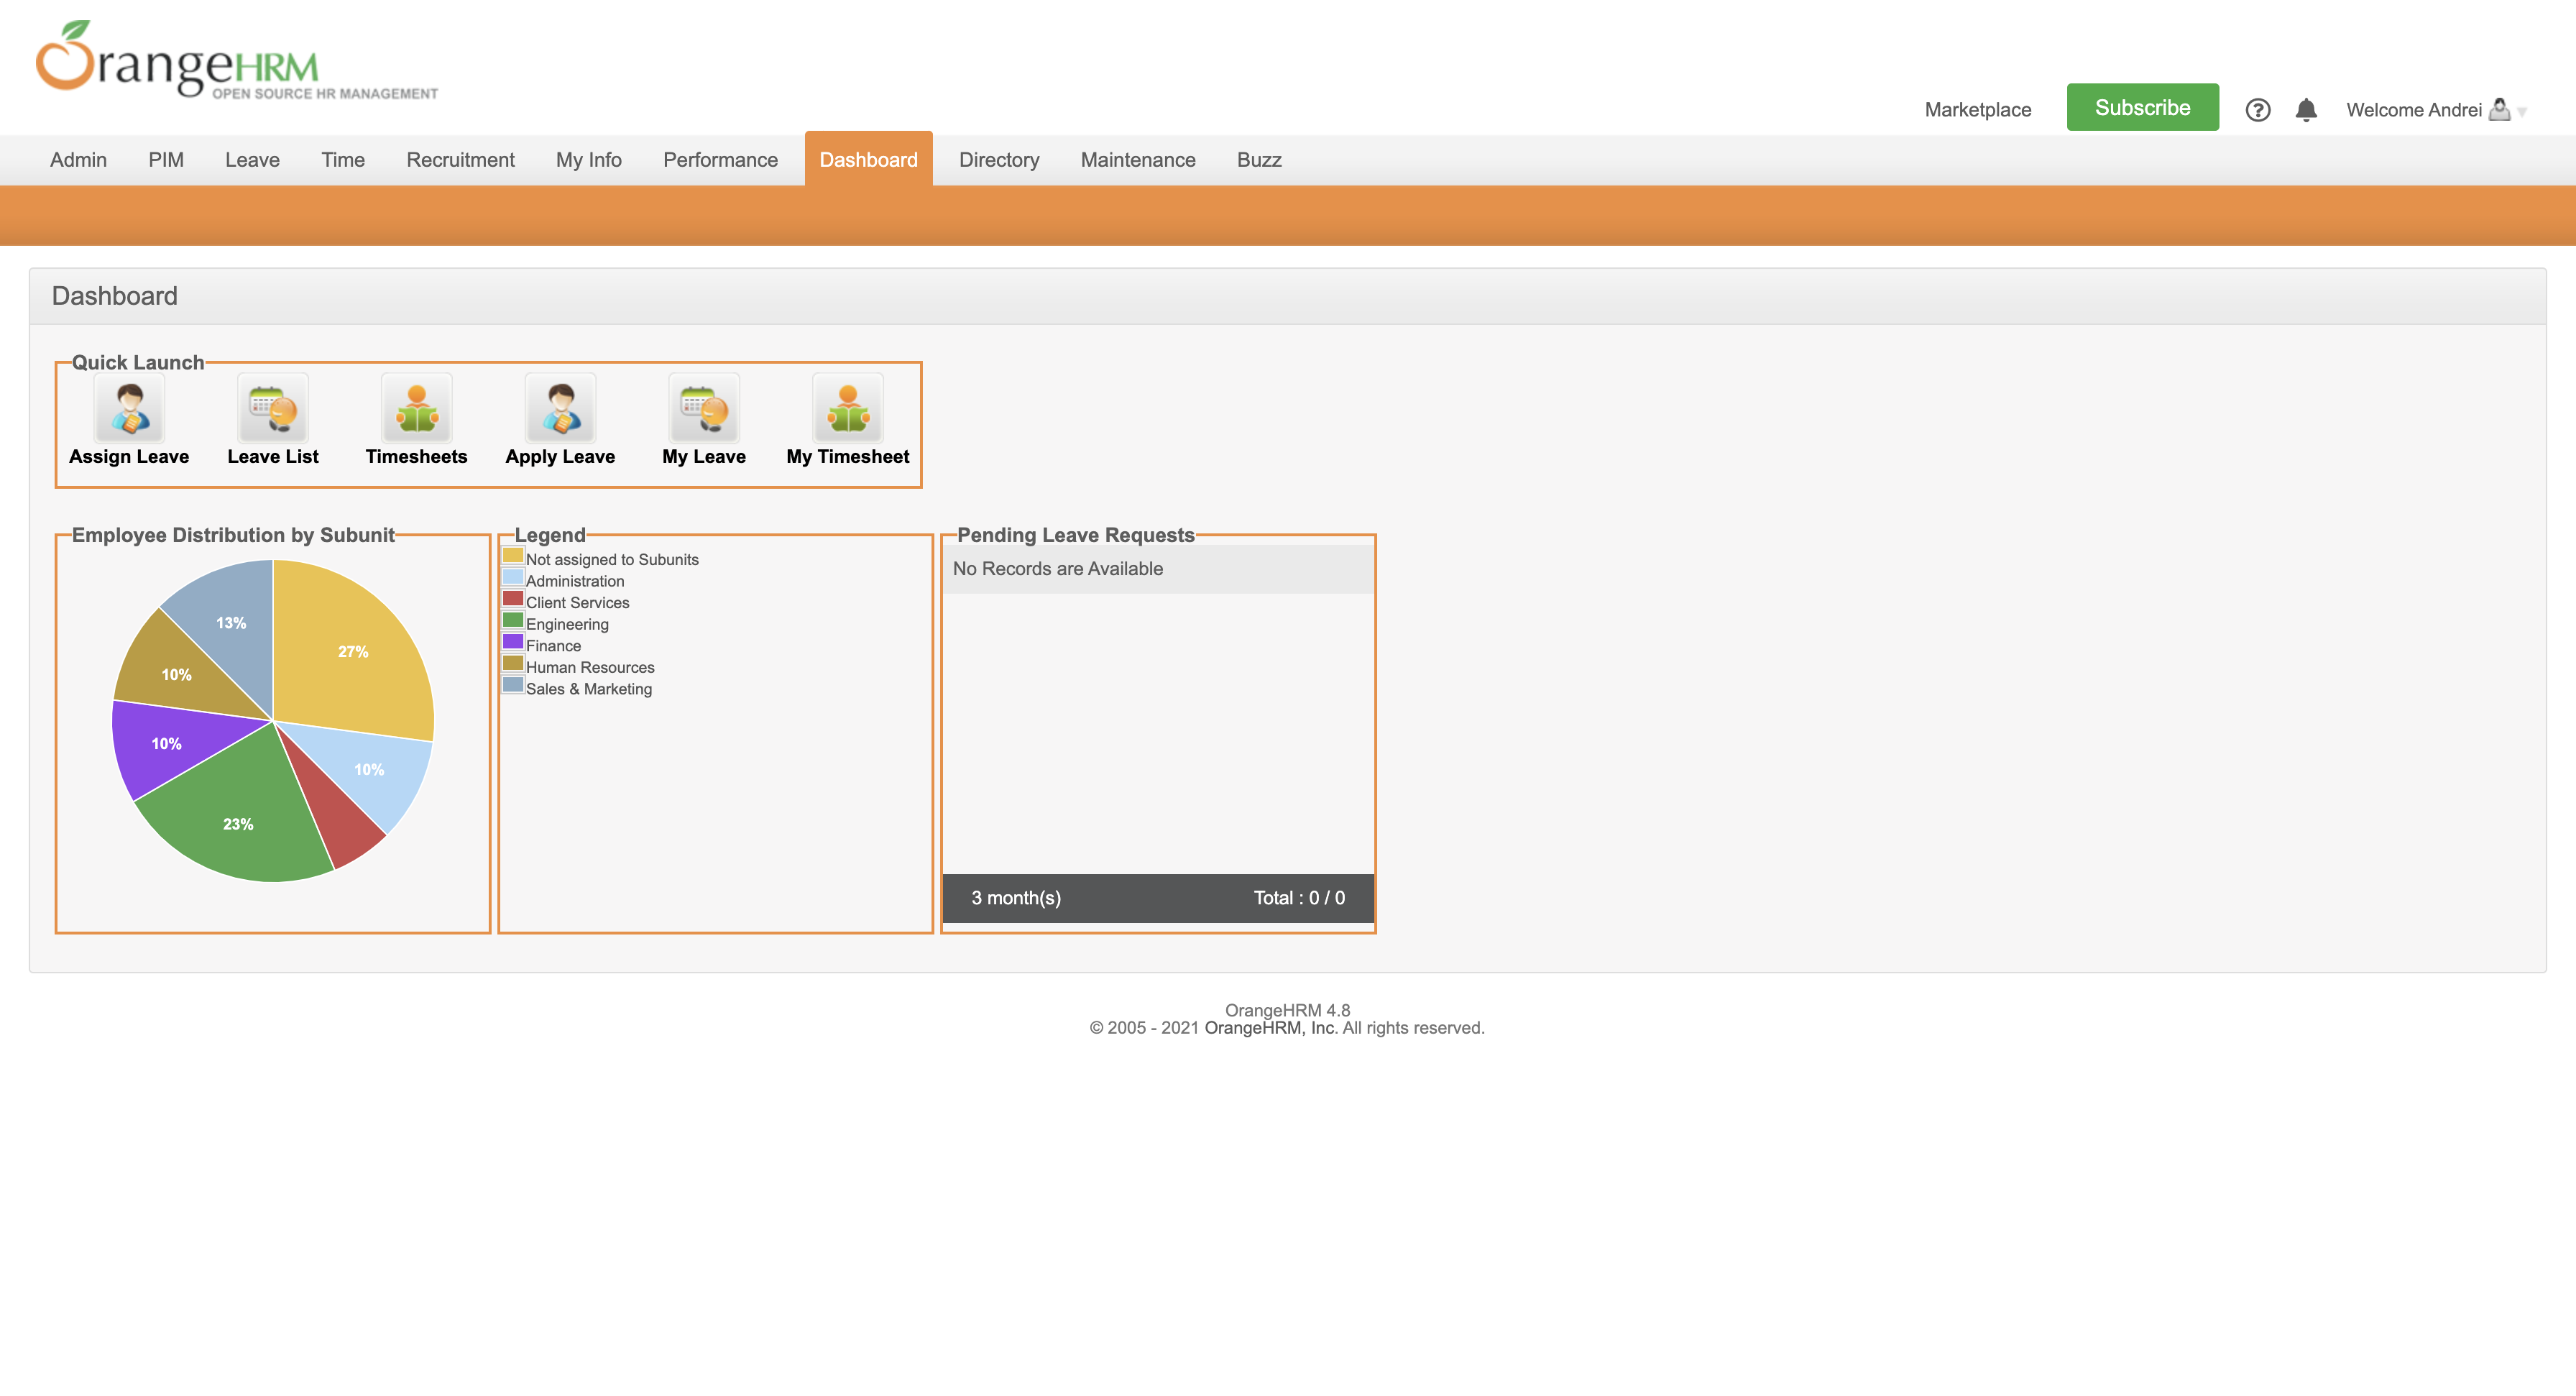 OrangeHRM
OPEN SOURCE HR MANAGEMENT
Marketplace Subscribe Welcome Andrei
Admin PIM Leave Time Recruitment My Info Performance Dashboard Directory Maintenance Buzz
Dashboard
Quick Launch
Assign Leave Leave List Timesheets Apply Leave My Leave My Timesheet
Employee Distribution by Subunit
27%
10%
23%
10%
10%
13%
Legend
Not assigned to Subunits
Administration
Client Services
Engineering
Finance
Human Resources
Sales & Marketing
Pending Leave Requests
No Records are Available
3 month(s) Total : 0 / 0
OrangeHRM 4.8
© 2005 - 2021 OrangeHRM, Inc. All rights reserved.